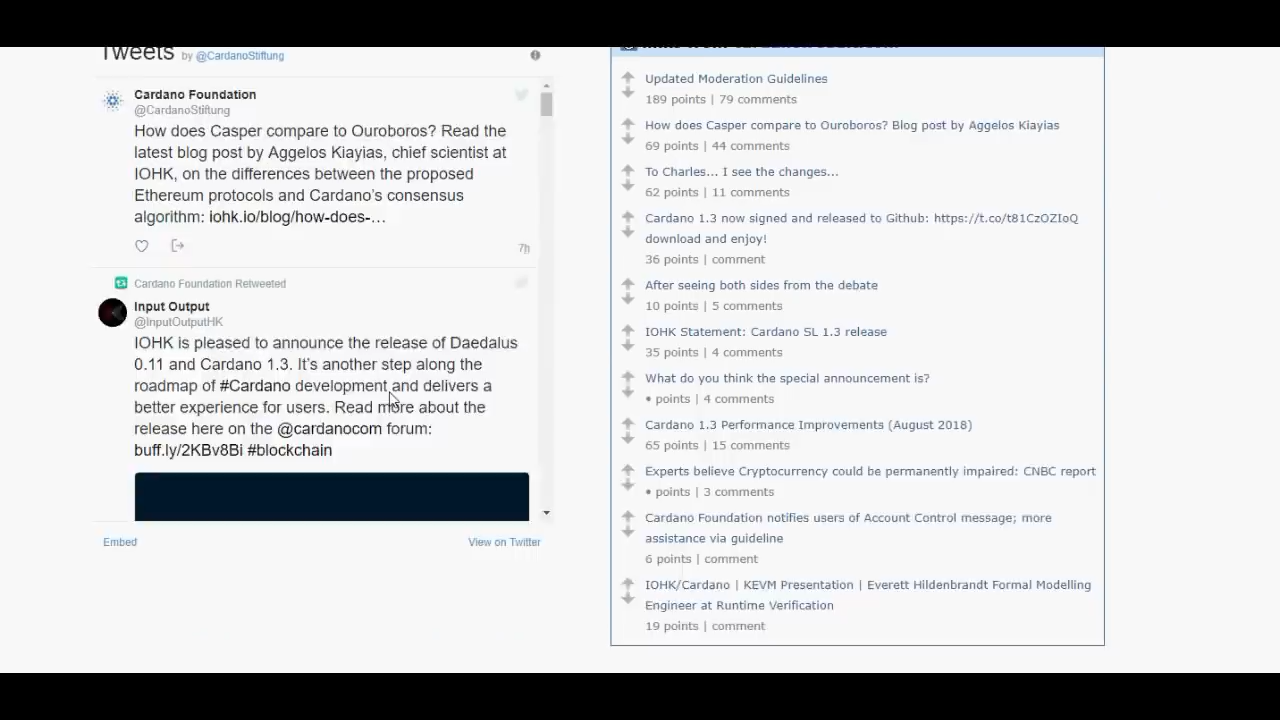 Tweets by @CardanoStiftung
Cardano Foundation
@CardanoStiftung
How does Casper compare to Ouroboros? Read the
latest blog post by Aggelos Kiayias, chief scientist at
IOHK, on the differences between the proposed
Ethereum protocols and Cardano's consensus
algorithm: iohk.io/blog/how-does-…
7h
Cardano Foundation Retweeted
Input Output
@InputOutputHK
IOHK is pleased to announce the release of Daedalus
0.11 and Cardano 1.3. It's another step along the
roadmap of #Cardano development and delivers a
better experience for users. Read more about the
release here on the @cardanocom forum:
buff.ly/2KBv8Bi #blockchain
Embed
View on Twitter
Updated Moderation Guidelines
189 points | 79 comments
How does Casper compare to Ouroboros? Blog post by Aggelos Kiayias
69 points | 44 comments
To Charles... I see the changes...
62 points | 11 comments
Cardano 1.3 now signed and released to Github: https://t.co/t81CzOZIoQ
download and enjoy!
36 points | comment
After seeing both sides from the debate
10 points | 5 comments
IOHK Statement: Cardano SL 1.3 release
35 points | 4 comments
What do you think the special announcement is?
• points | 4 comments
Cardano 1.3 Performance Improvements (August 2018)
65 points | 15 comments
Experts believe Cryptocurrency could be permanently impaired: CNBC report
• points | 3 comments
Cardano Foundation notifies users of Account Control message; more
assistance via guideline
6 points | comment
IOHK/Cardano | KEVM Presentation | Everett Hildenbrandt Formal Modelling
Engineer at Runtime Verification
19 points | comment